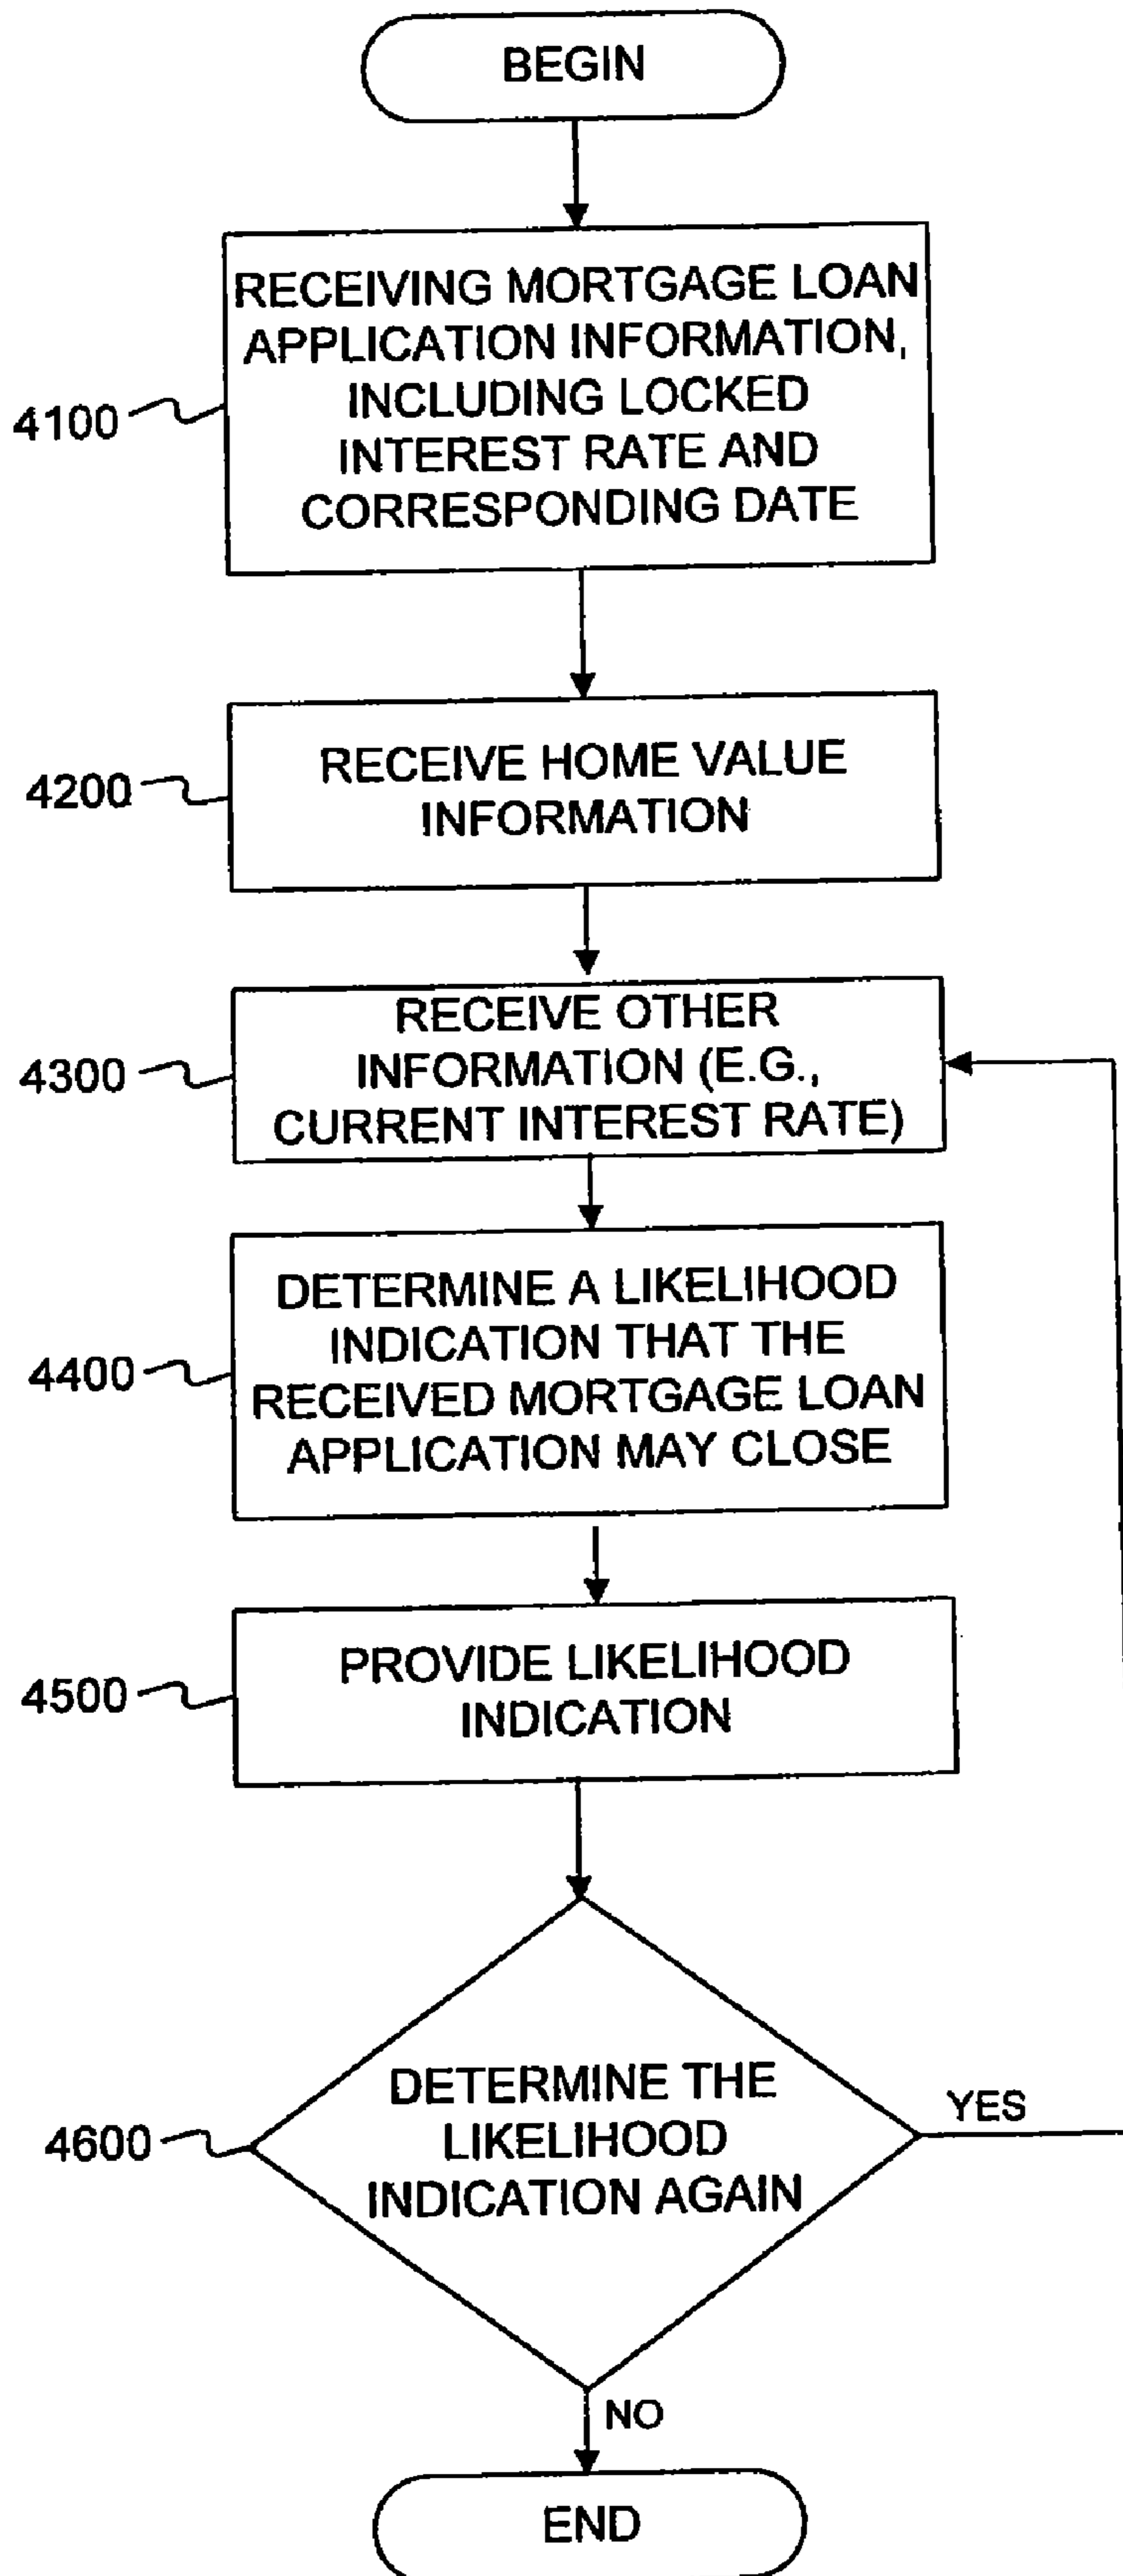 BEGIN
4100
RECEIVING MORTGAGE LOAN
APPLICATION INFORMATION,
INCLUDING LOCKED
INTEREST RATE AND
CORRESPONDING DATE
4200
RECEIVE HOME VALUE
INFORMATION
4300
RECEIVE OTHER
INFORMATION (E.G.,
CURRENT INTEREST RATE)
4400
DETERMINE A LIKELIHOOD
INDICATION THAT THE
RECEIVED MORTGAGE LOAN
APPLICATION MAY CLOSE
4500
PROVIDE LIKELIHOOD
INDICATION
4600
DETERMINE THE
LIKELIHOOD
INDICATION AGAIN
YES
NO
END